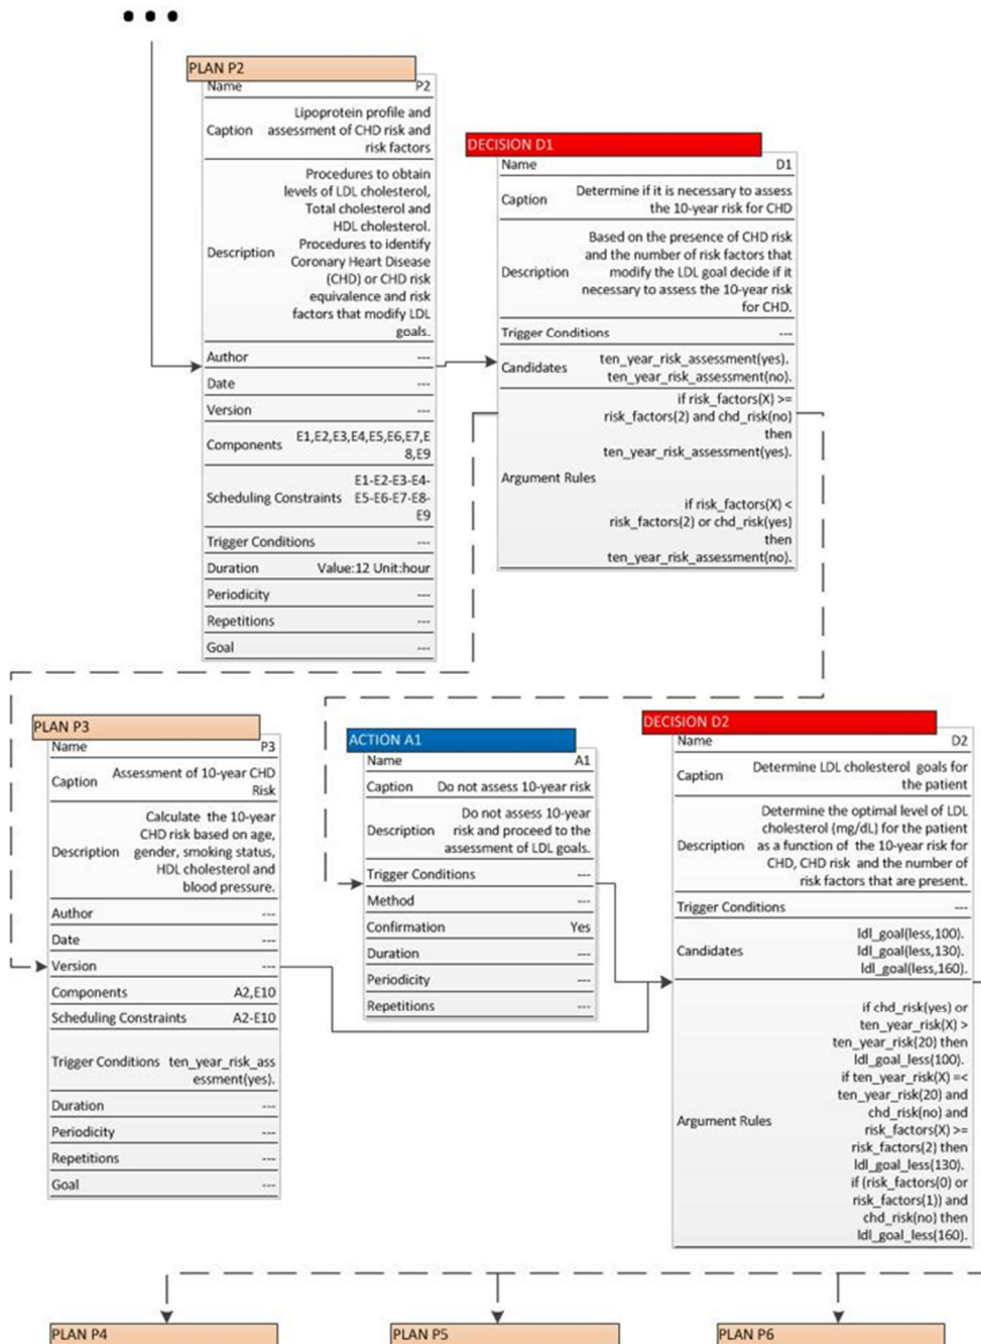 PLAN P2
Name P2
Caption Lipoprotein profile and
assessment of CHD risk and
risk factors
Description Procedures to obtain
levels of LDL cholesterol,
Total cholesterol and
HDL cholesterol.
Procedures to identify
Coronary Heart Disease
(CHD) or CHD risk
equivalence and risk
factors that modify LDL
goals.
Author ---
Date ---
Version ---
Components E1,E2,E3,E4,E5,E6,E7,E
8,E9
Scheduling Constraints E1-E2-E3-E4-
E5-E6-E7-E8-
E9
Trigger Conditions ---
Duration Value:12 Unit:hour
Periodicity ---
Repetitions ---
Goal ---
DECISION D1
Name D1
Caption Determine if it is necessary to assess
the 10-year risk for CHD
Description Based on the presence of CHD risk
and the number of risk factors that
modify the LDL goal decide if it
necessary to assess the 10-year risk
for CHD.
Trigger Conditions ---
Candidates ten_year_risk_assessment(yes).
ten_year_risk_assessment(no).
Argument Rules if risk_factors(X) >=
risk_factors(2) and chd_risk(no)
then
ten_year_risk_assessment(yes).
if risk_factors(X) <
risk_factors(2) or chd_risk(yes)
then
ten_year_risk_assessment(no).
PLAN P3
Name P3
Caption Assessment of 10-year CHD
Risk
Description Calculate the 10-year
CHD risk based on age,
gender, smoking status,
HDL cholesterol and
blood pressure.
Author ---
Date ---
Version ---
Components A2,E10
Scheduling Constraints A2-E10
Trigger Conditions ten_year_risk_ass
essment(yes).
Duration ---
Periodicity ---
Repetitions ---
Goal ---
ACTION A1
Name A1
Caption Do not assess 10-year risk
Description Do not assess 10-year
risk and proceed to the
assessment of LDL goals.
Trigger Conditions ---
Method ---
Confirmation Yes
Duration ---
Periodicity ---
Repetitions ---
DECISION D2
Name D2
Caption Determine LDL cholesterol goals for
the patient
Description Determine the optimal level of LDL
cholesterol (mg/dL) for the patient
as a function of the 10-year risk for
CHD, CHD risk and the number of
risk factors that are present.
Trigger Conditions ---
Candidates ldl_goal(less,100).
ldl_goal(less,130).
ldl_goal(less,160).
Argument Rules if chd_risk(yes) or
ten_year_risk(X) >
ten_year_risk(20) then
ldl_goal_less(100).
if ten_year_risk(X) =<
ten_year_risk(20) and
chd_risk(no) and
risk_factors(X) >=
risk_factors(2) then
ldl_goal_less(130).
if (risk_factors(0) or
risk_factors(1)) and
chd_risk(no) then
ldl_goal_less(160).
PLAN P4
PLAN P5
PLAN P6